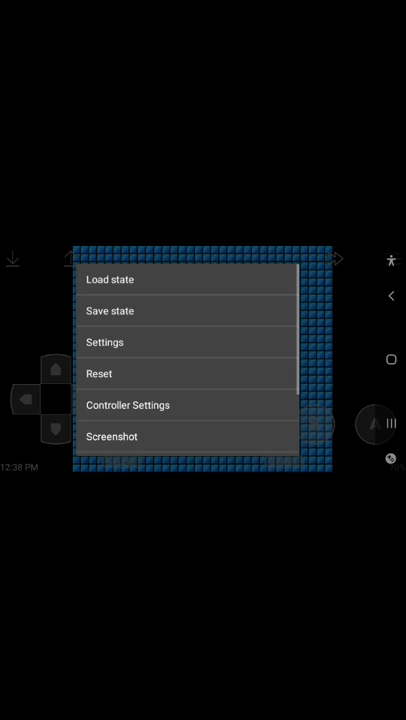 Load state
Save state
Settings
Reset
Controller Settings
Screenshot
A
12:38 PM